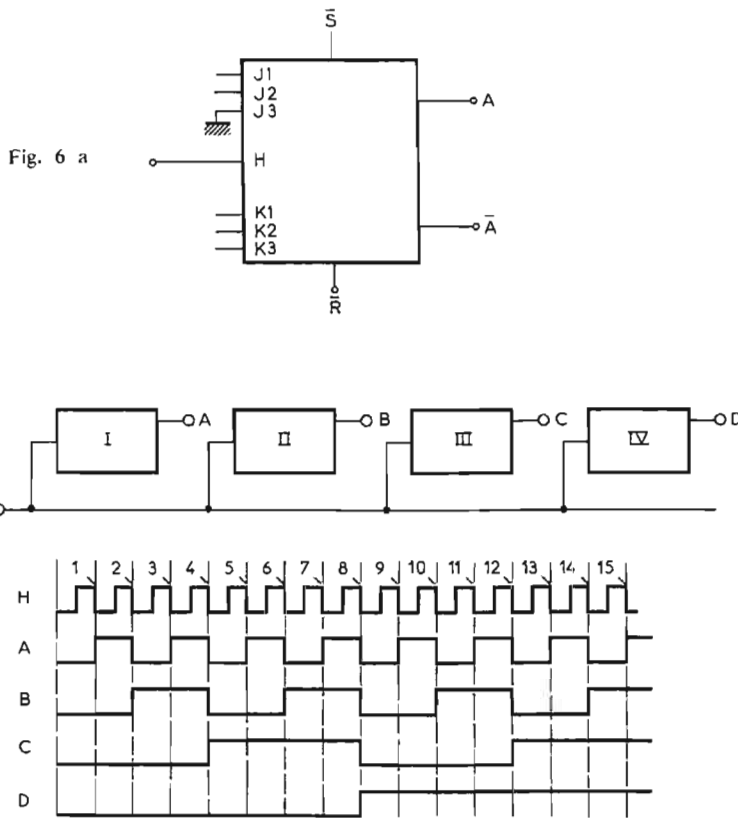 S̄
J1
J2
J3
A
Fig. 6 a
H
K1
K2
K3
Ā
R̄
I A II B III C IV D
1 2 3 4 5 6 7 8 9 10 11 12 13 14 15
H
A
B
C
D